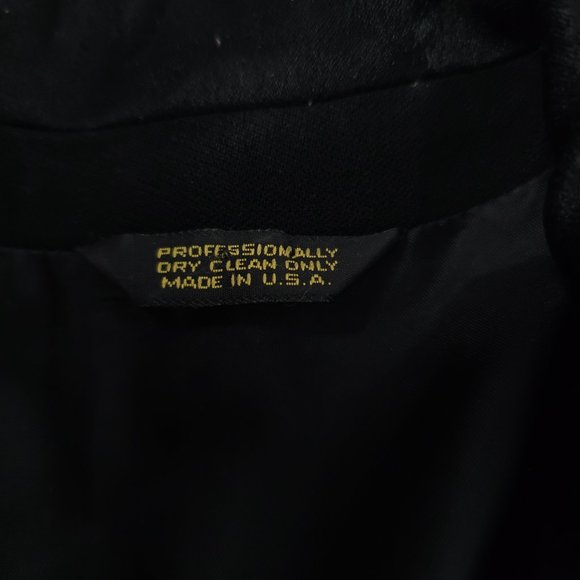 PROFESSIONALLY
DRY CLEAN ONLY
MADE IN U.S.A.